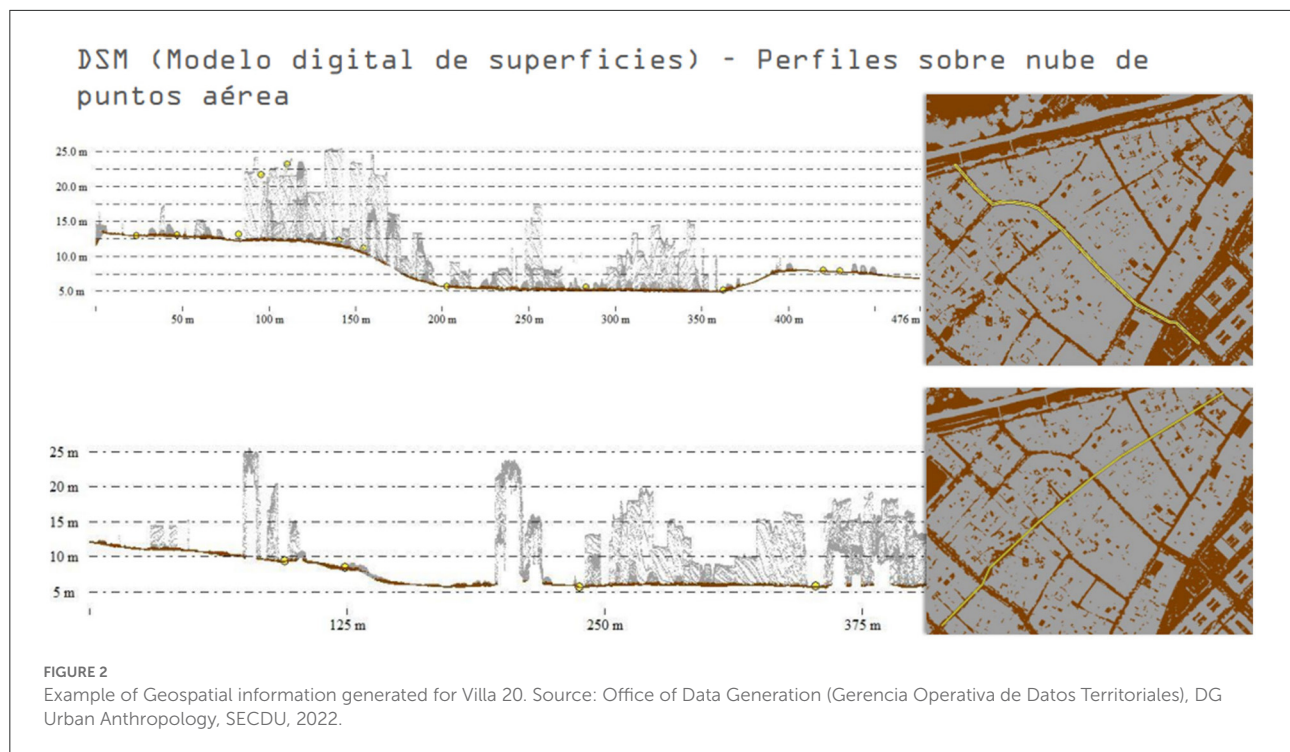 DSM (Modelo digital de superficies) - Perfiles sobre nube de
puntos aérea
25.0 m
20.0 m
15.0 m
10.0 m
5.0 m
50 m 100 m 150 m 200 m 250 m 300 m 350 m 400 m 476 m
25 m
20 m
15 m
10 m
5 m
125 m 250 m 375 m
FIGURE 2
Example of Geospatial information generated for Villa 20. Source: Office of Data Generation (Gerencia Operativa de Datos Territoriales), DG
Urban Anthropology, SECDU, 2022.